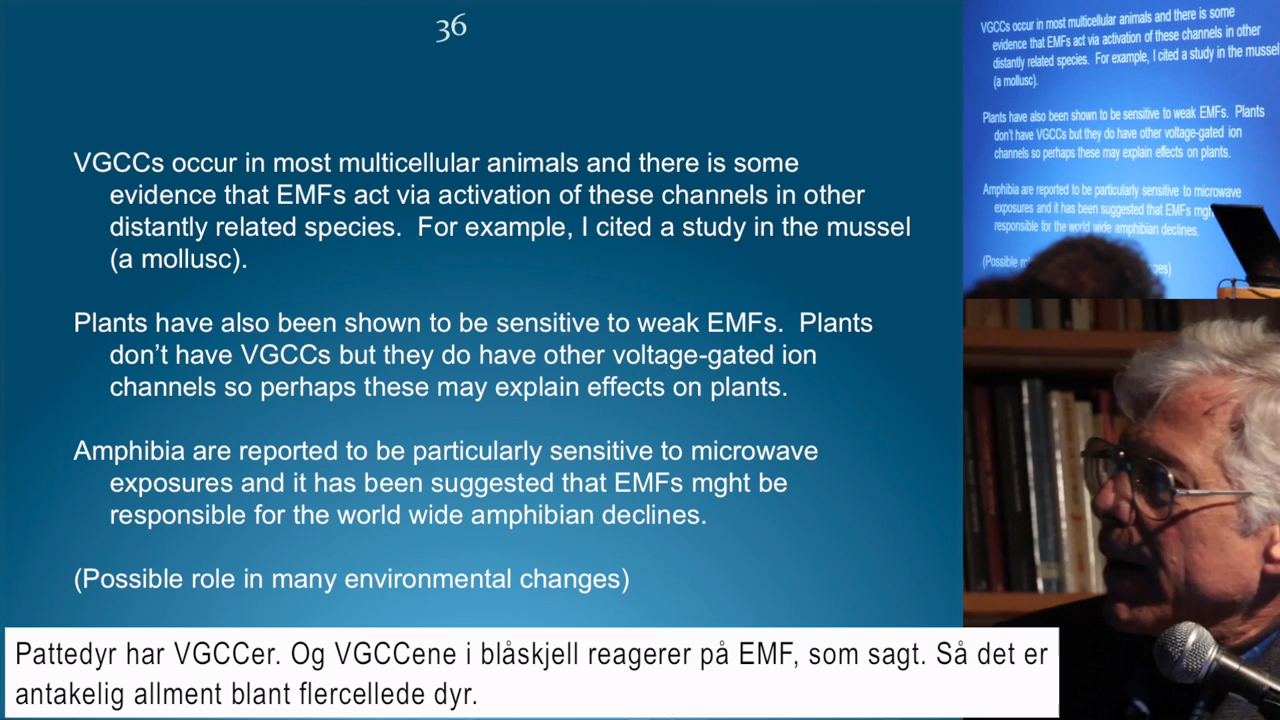 36
VGCCs occur in most multicellular animals and there is some
evidence that EMFs act via activation of these channels in other
distantly related species. For example, I cited a study in the mussel
(a mollusc).
Plants have also been shown to be sensitive to weak EMFs. Plants
don’t have VGCCs but they do have other voltage-gated ion
channels so perhaps these may explain effects on plants.
Amphibia are reported to be particularly sensitive to microwave
exposures and it has been suggested that EMFs mght be
responsible for the world wide amphibian declines.
(Possible role in many environmental changes)
VGCCs occur in most multicellular animals and there is some
evidence that EMFs act via activation of these channels in other
distantly related species. For example, I cited a study in the mussel
(a mollusc).
Plants have also been shown to be sensitive to weak EMFs. Plants
don't have VGCCs but they do have other voltage-gated ion
channels so perhaps these may explain effects on plants.
Amphibia are reported to be particularly sensitive to microwave
exposures and it has been suggested that EMFs mgh
responsible for the world wide amphibian declines.
(Possible
Pattedyr har VGCCer. Og VGCCene i blåskjell reagerer på EMF, som sagt. Så det er
antakelig allment blant flercellede dyr.